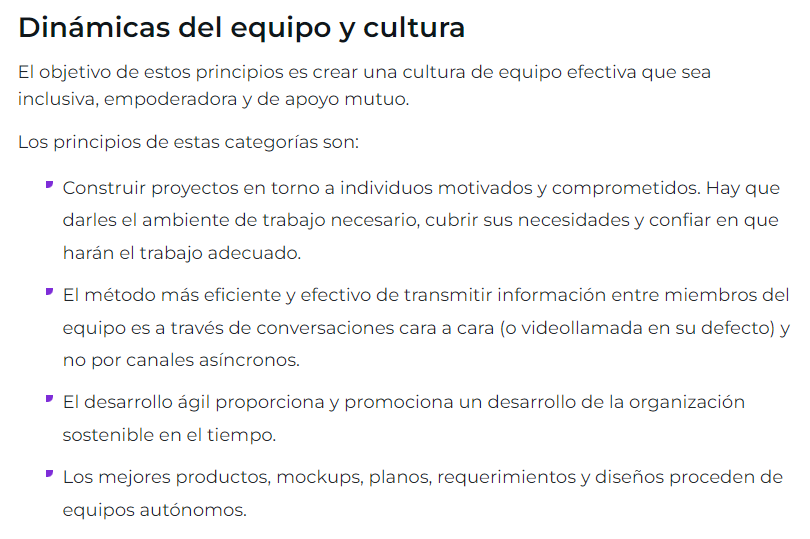 Dinámicas del equipo y cultura
El objetivo de estos principios es crear una cultura de equipo efectiva que sea
inclusiva, empoderadora y de apoyo mutuo.
Los principios de estas categorías son:
Construir proyectos en torno a individuos motivados y comprometidos. Hay que
darles el ambiente de trabajo necesario, cubrir sus necesidades y confiar en que
harán el trabajo adecuado.
El método más eficiente y efectivo de transmitir información entre miembros del
equipo es a través de conversaciones cara a cara (o videollamada en su defecto) y
no por canales asíncronos.
El desarrollo ágil proporciona y promociona un desarrollo de la organización
sostenible en el tiempo.
Los mejores productos, mockups, planos, requerimientos y diseños proceden de
equipos autónomos.